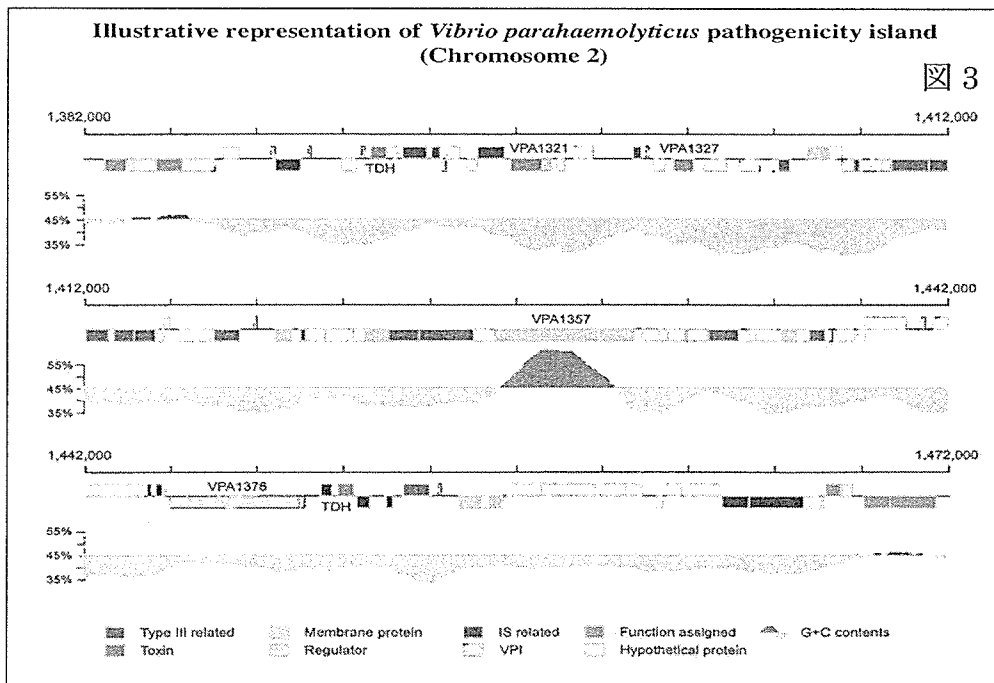 Illustrative representation of Vibrio parahaemolyticus pathogenicity island
(Chromosome 2)
図 3
1,382,000 1,412,000
VPA1321 VPA1327
TDH
55%
45%
35%
1,412,000 1,442,000
VPA1357
55%
45%
35%
1,442,000 1,472,000
VPA1376
TDH
55%
45%
35%
Type III related Membrane protein IS related Function assigned G+C contents
Toxin Regulator VPI Hypothetical protein